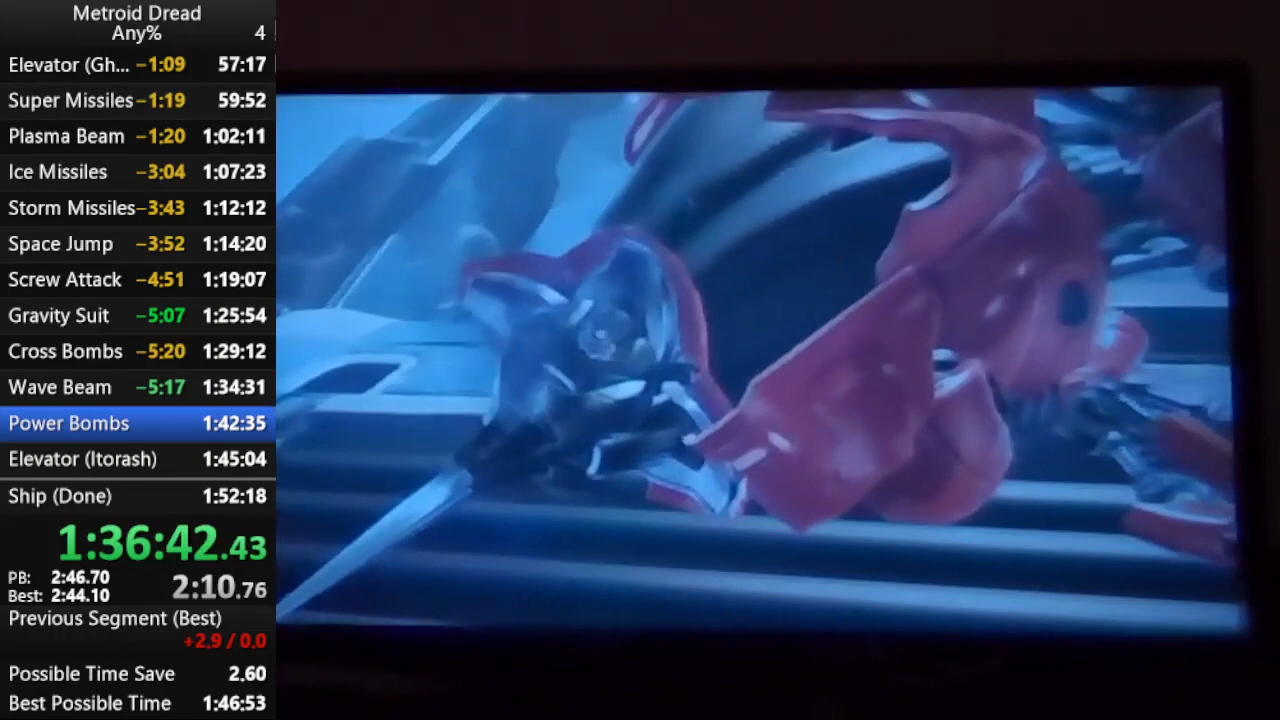 Metroid Dread
Any% 4
Elevator (Gh... −1:09 57:17
Super Missiles −1:19 59:52
Plasma Beam −1:20 1:02:11
Ice Missiles −3:04 1:07:23
Storm Missiles −3:43 1:12:12
Space Jump −3:52 1:14:20
Screw Attack −4:51 1:19:07
Gravity Suit −5:07 1:25:54
Cross Bombs −5:20 1:29:12
Wave Beam −5:17 1:34:31
Power Bombs 1:42:35
Elevator (Itorash) 1:45:04
Ship (Done) 1:52:18
1:36:42.43
PB: 2:46.70 2:10.76
Best: 2:44.10
Previous Segment (Best)
+2.9 / 0.0
Possible Time Save 2.60
Best Possible Time 1:46:53